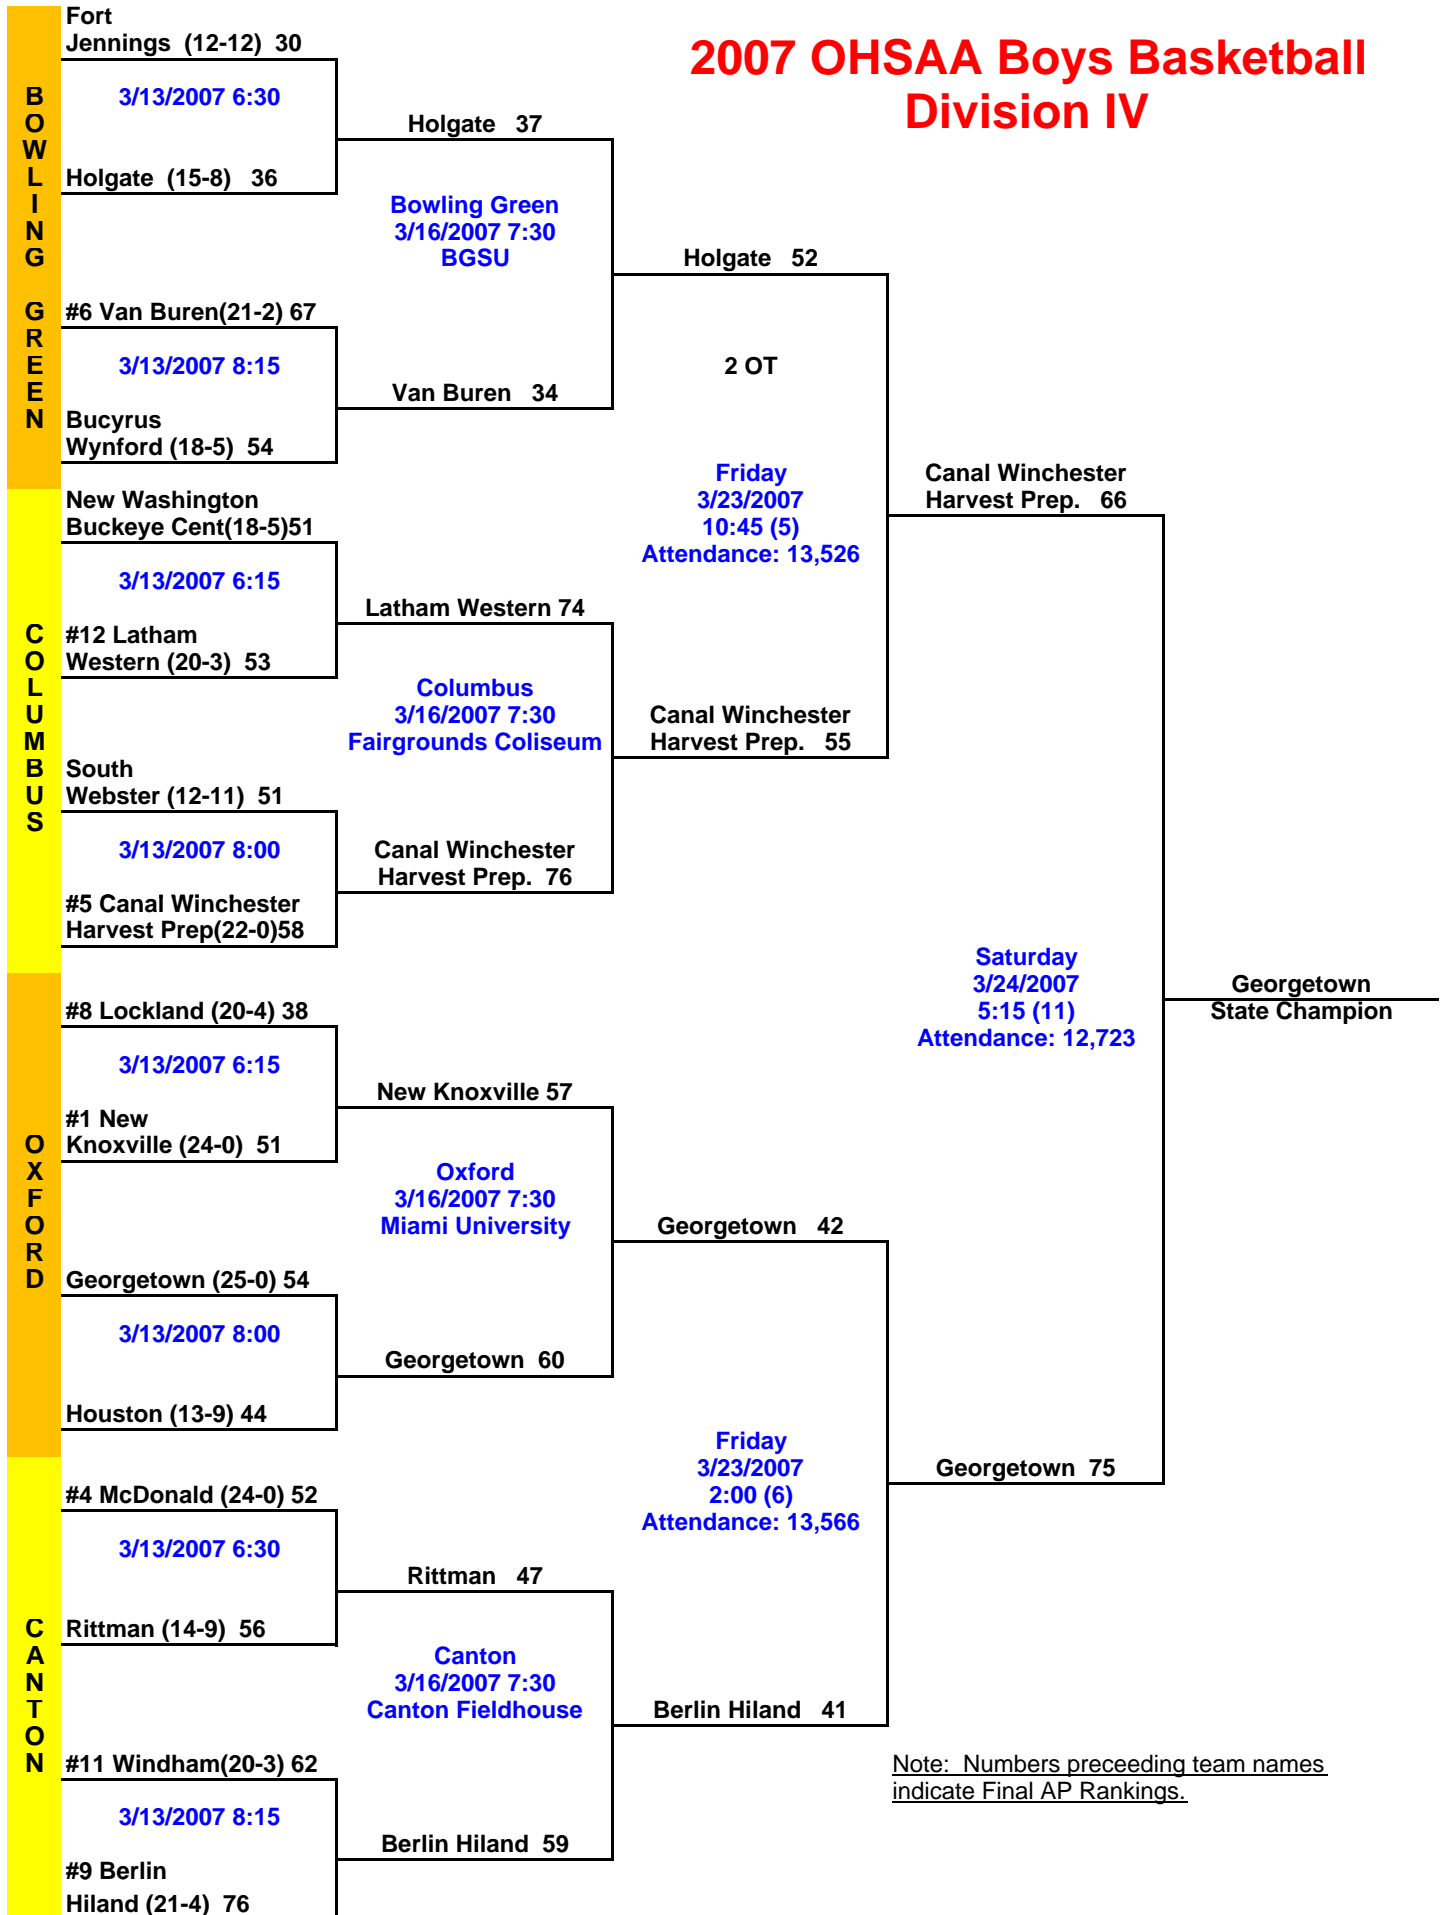 2007 OHSAA Boys Basketball
Division IV
BOWLING GREEN
Fort
Jennings (12-12) 30
3/13/2007 6:30
Holgate (15-8) 36
#6 Van Buren(21-2) 67
3/13/2007 8:15
Bucyrus
Wynford (18-5) 54
COLUMBUS
New Washington
Buckeye Cent(18-5)51
3/13/2007 6:15
#12 Latham
Western (20-3) 53
South
Webster (12-11) 51
3/13/2007 8:00
#5 Canal Winchester
Harvest Prep(22-0)58
OXFORD
#8 Lockland (20-4) 38
3/13/2007 6:15
#1 New
Knoxville (24-0) 51
Georgetown (25-0) 54
3/13/2007 8:00
Houston (13-9) 44
CANTON
#4 McDonald (24-0) 52
3/13/2007 6:30
Rittman (14-9) 56
#11 Windham(20-3) 62
3/13/2007 8:15
#9 Berlin
Hiland (21-4) 76
Holgate 37
Bowling Green
3/16/2007 7:30
BGSU
Van Buren 34
Latham Western 74
Columbus
3/16/2007 7:30
Fairgrounds Coliseum
Canal Winchester
Harvest Prep. 76
New Knoxville 57
Oxford
3/16/2007 7:30
Miami University
Georgetown 60
Rittman 47
Canton
3/16/2007 7:30
Canton Fieldhouse
Berlin Hiland 59
Holgate 52
2 OT
Friday
3/23/2007
10:45 (5)
Attendance: 13,526
Canal Winchester
Harvest Prep. 55
Georgetown 42
Friday
3/23/2007
2:00 (6)
Attendance: 13,566
Berlin Hiland 41
Canal Winchester
Harvest Prep. 66
Saturday
3/24/2007
5:15 (11)
Attendance: 12,723
Georgetown 75
Georgetown
State Champion
Note: Numbers preceeding team names
indicate Final AP Rankings.